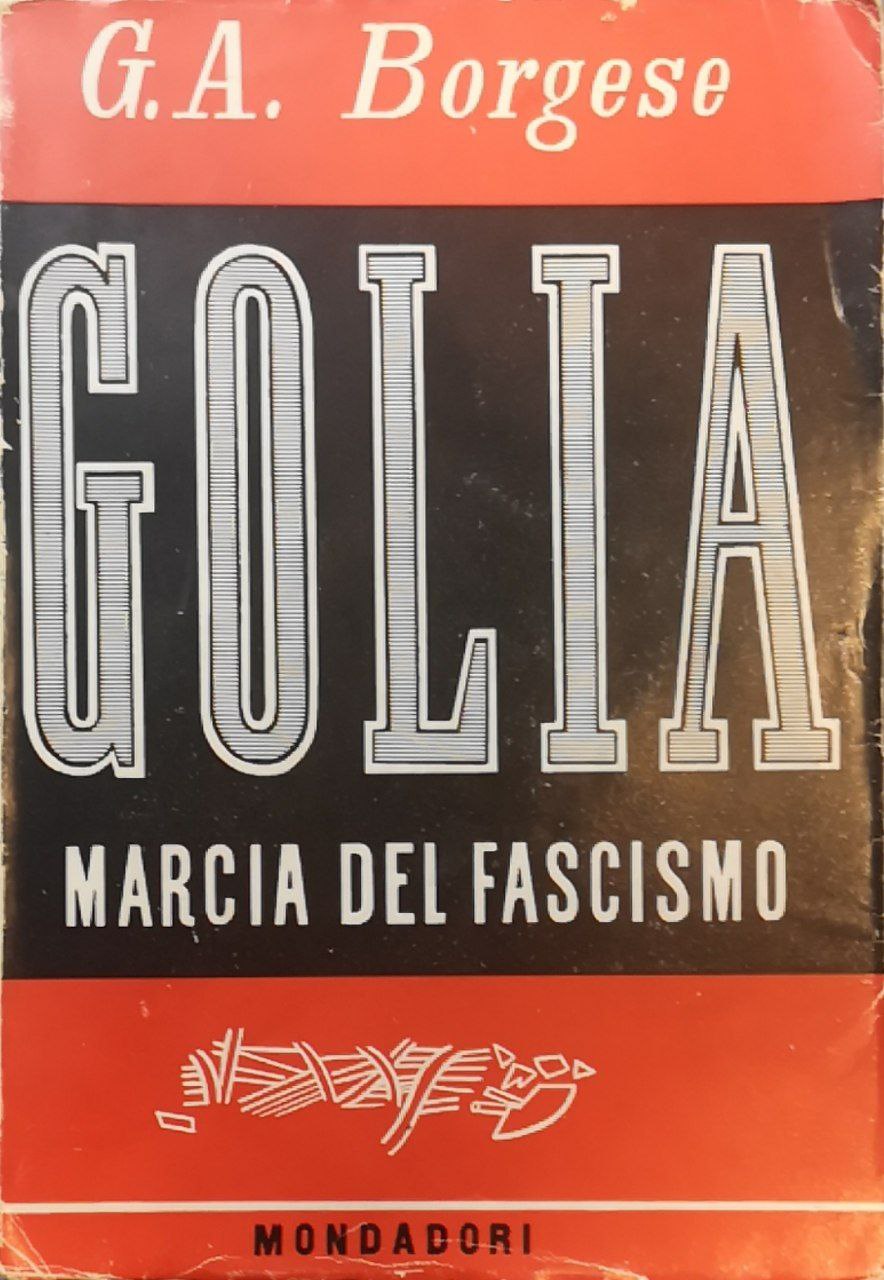 G. A. Borgese
GOLIA
MARCIA DEL FASCISMO
MONDADORI